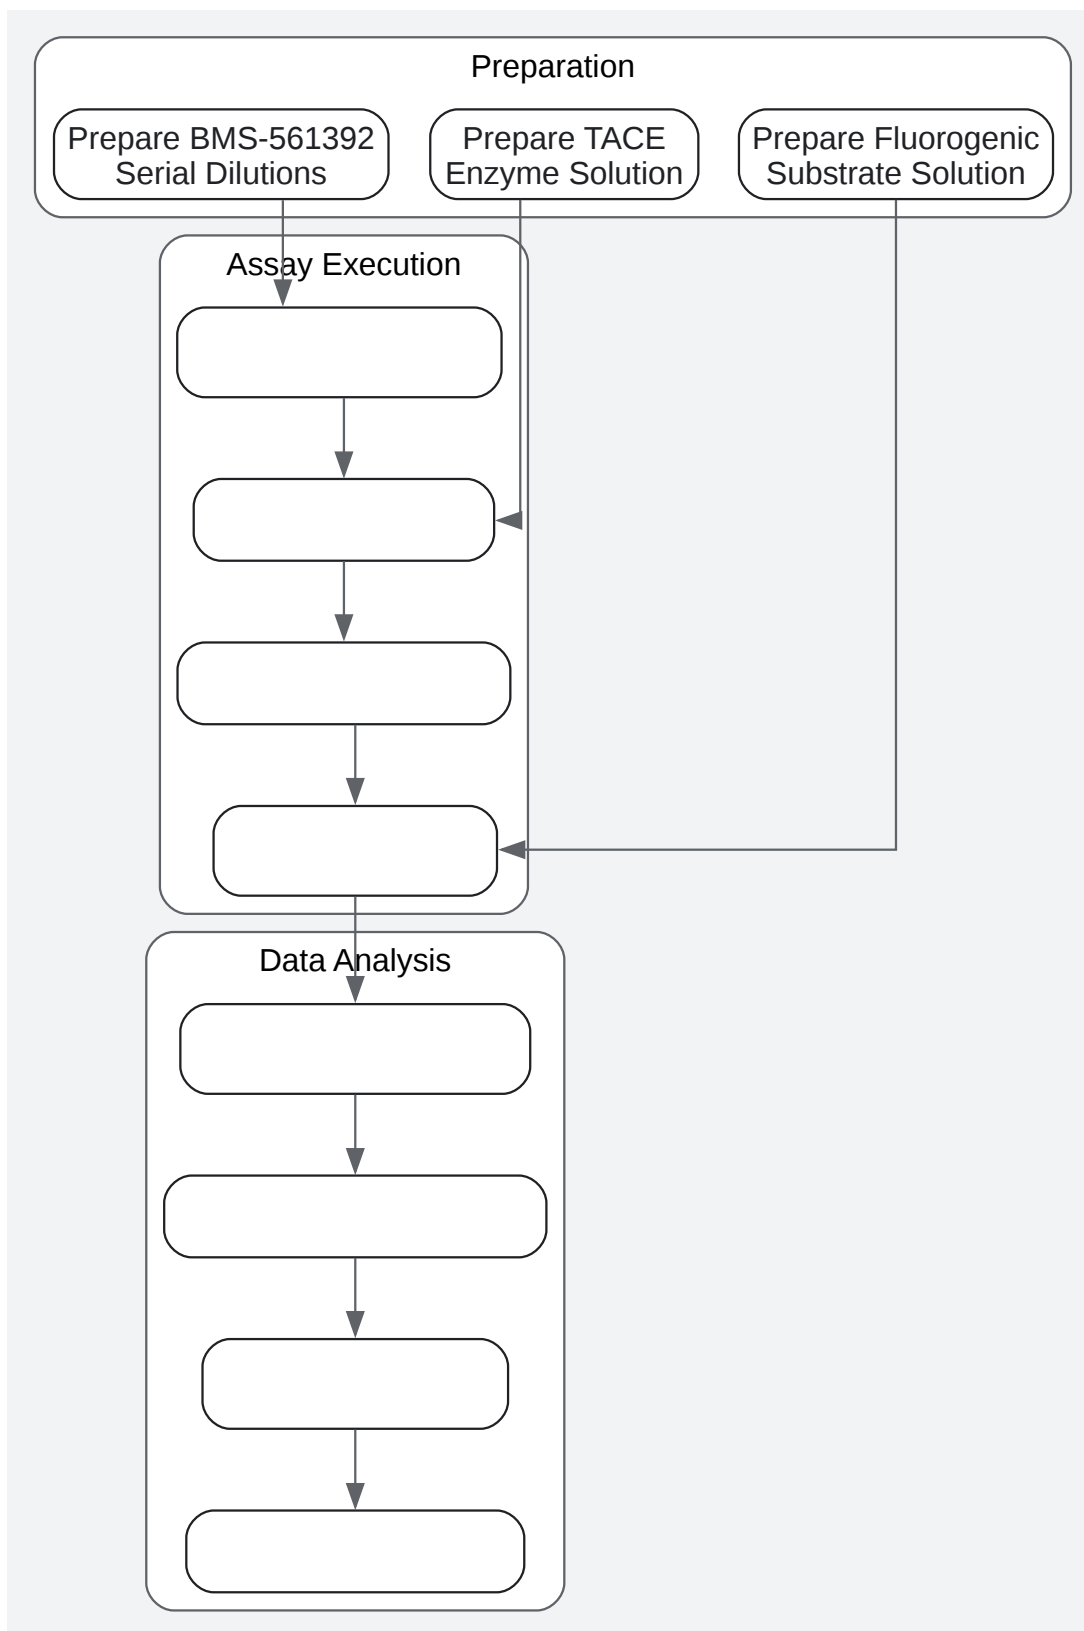 Preparation
Prepare BMS-561392
Serial Dilutions
Prepare TACE
Enzyme Solution
Prepare Fluorogenic
Substrate Solution
Assay Execution
Data Analysis